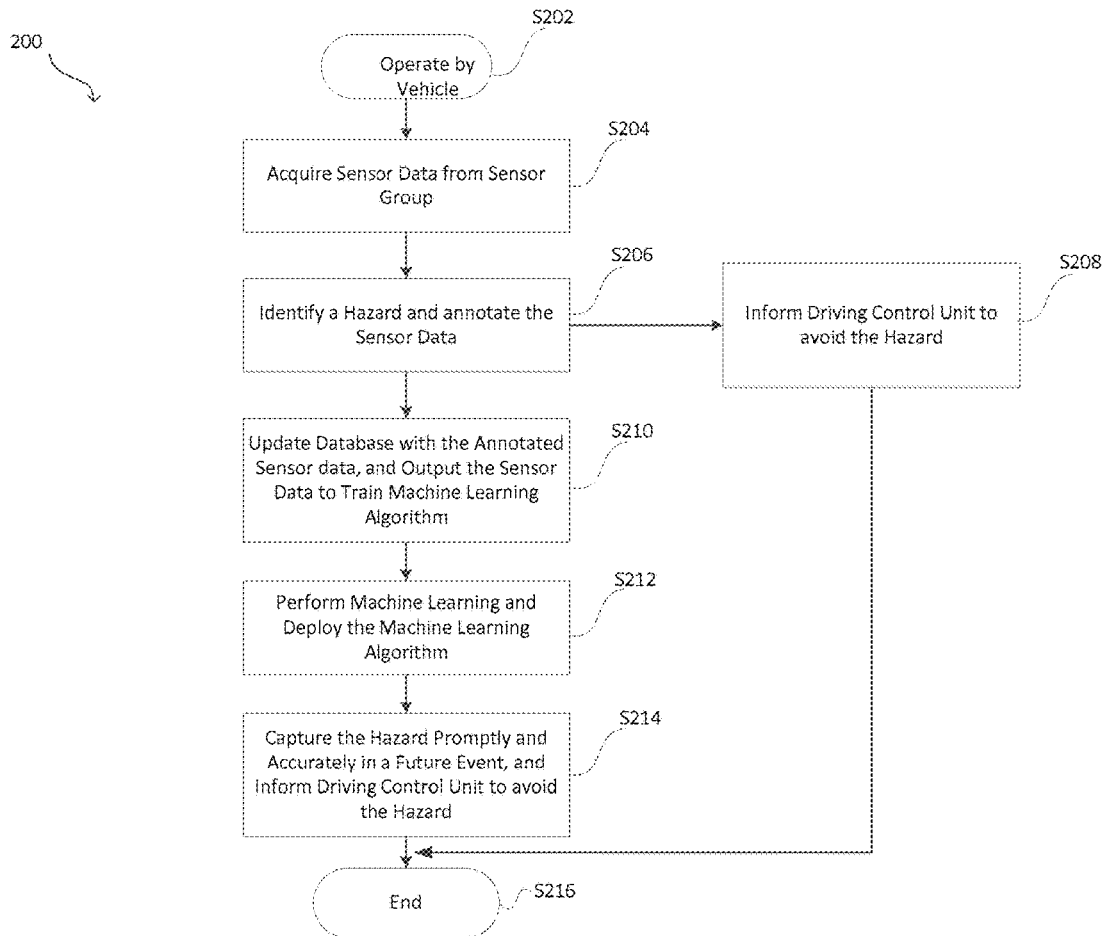 200
S202
Operate by
Vehicle
S204
Acquire Sensor Data from Sensor
Group
S206
Identify a Hazard and annotate the
Sensor Data
S208
Inform Driving Control Unit to
avoid the Hazard
S210
Update Database with the Annotated
Sensor data, and Output the Sensor
Data to Train Machine Learning
Algorithm
S212
Perform Machine Learning and
Deploy the Machine Learning
Algorithm
S214
Capture the Hazard Promptly and
Accurately in a Future Event, and
Inform Driving Control Unit to avoid
the Hazard
End
S216